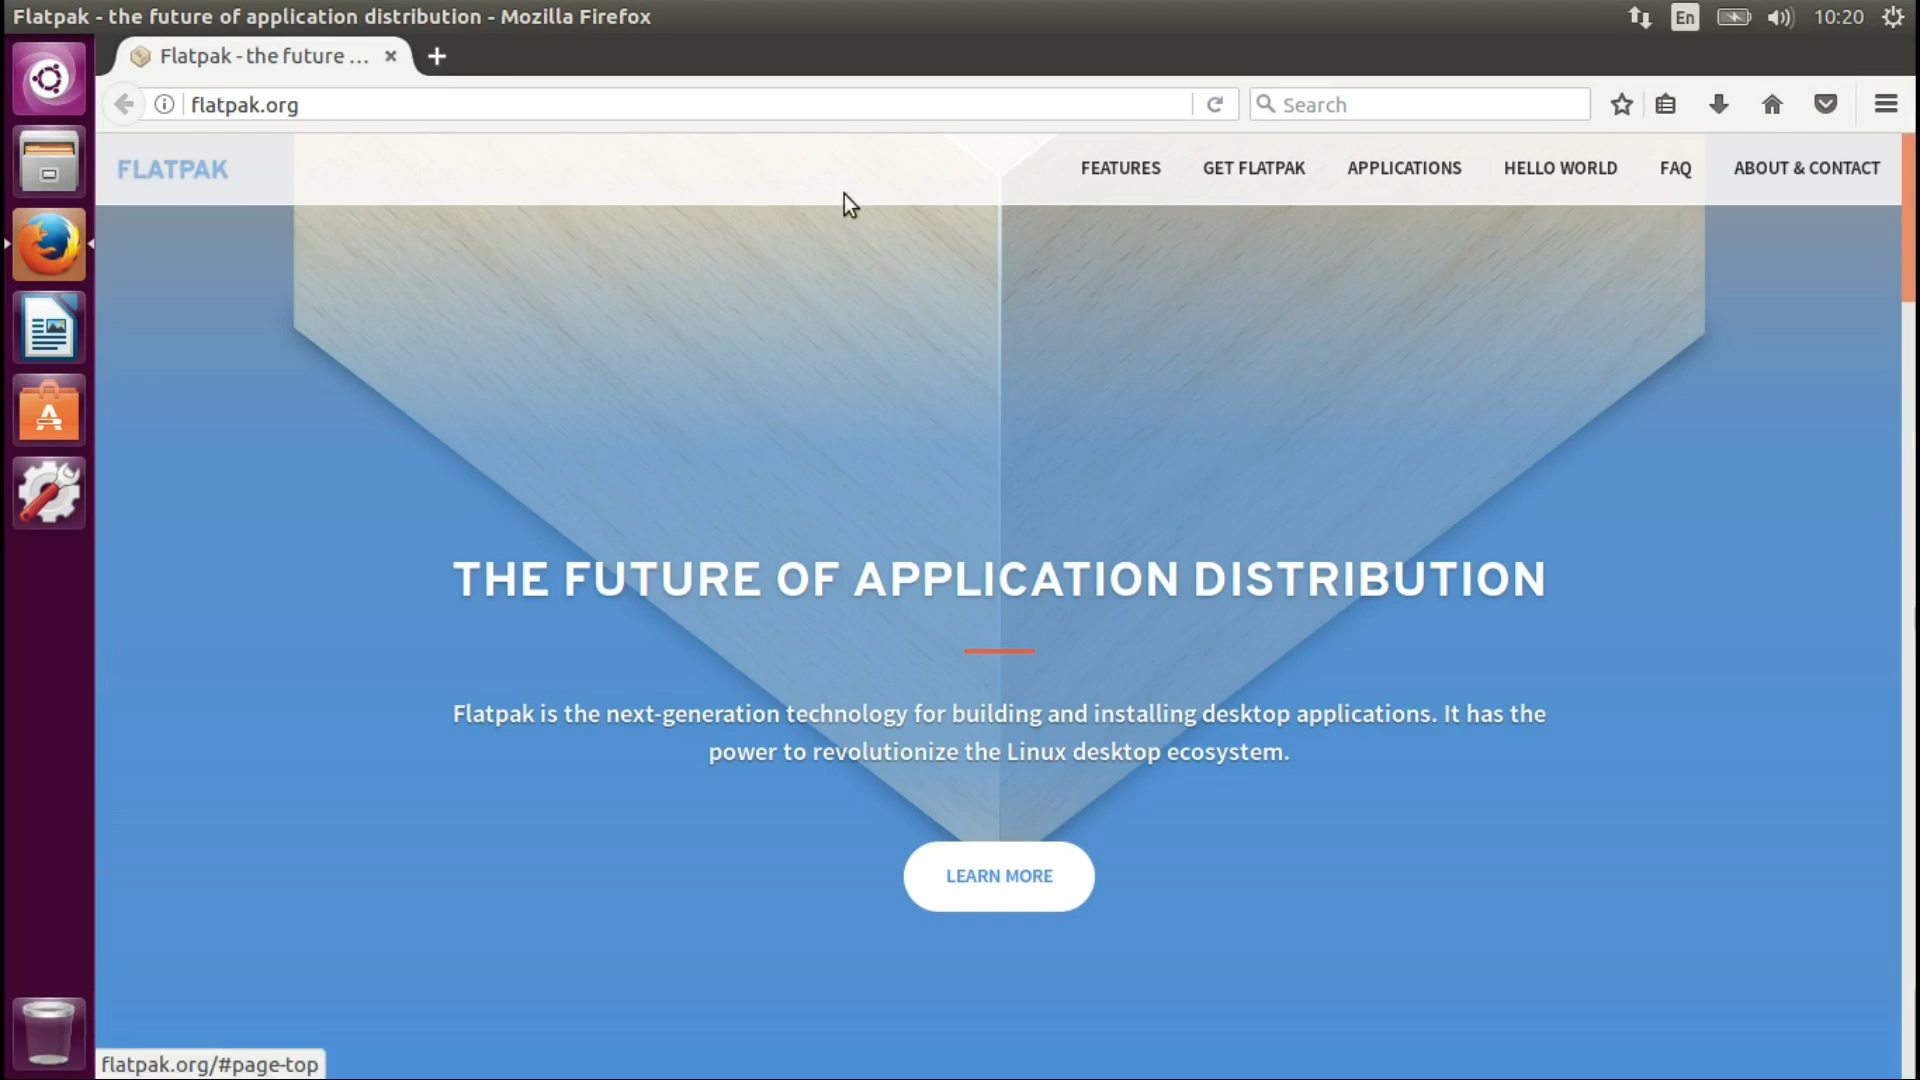 Flatpak - the future of application distribution - Mozilla Firefox
En
10:20
Flatpak - the future ...
flatpak.org
Search
FLATPAK
FEATURES
GET FLATPAK
APPLICATIONS
HELLO WORLD
FAQ
ABOUT & CONTACT
THE FUTURE OF APPLICATION DISTRIBUTION
Flatpak is the next-generation technology for building and installing desktop applications. It has the
power to revolutionize the Linux desktop ecosystem.
LEARN MORE
flatpak.org/#page-top